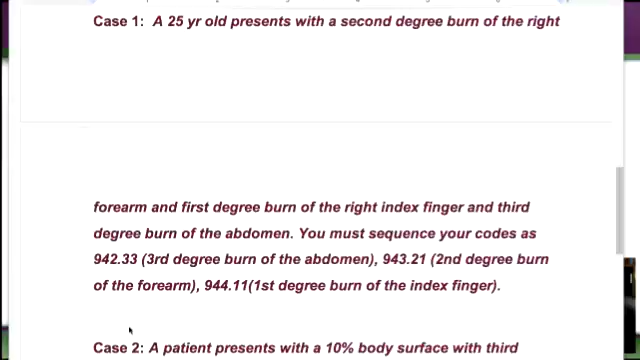 Case 1: A 25 yr old presents with a second degree burn of the right
forearm and first degree burn of the right index finger and third
degree burn of the abdomen. You must sequence your codes as
942.33 (3rd degree burn of the abdomen), 943.21 (2nd degree burn
of the forearm), 944.11(1st degree burn of the index finger).
Case 2: A patient presents with a 10% body surface with third